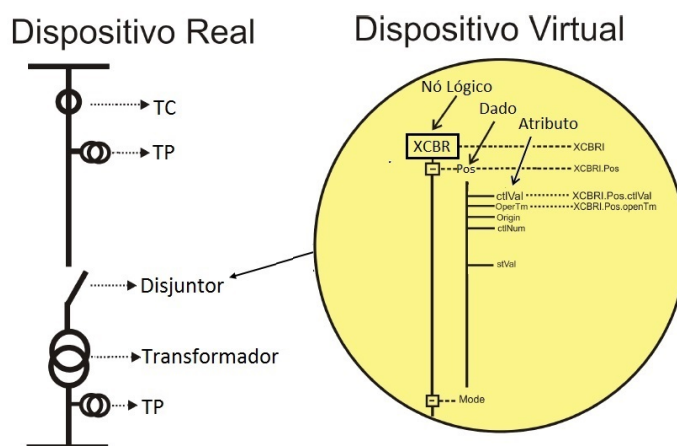 Dispositivo Real
TC
TP
Disjuntor
Transformador
TP
Dispositivo Virtual
Nó Lógico
Dado
Atributo
XCBR
XCBRI
Pos
XCBRI.Pos
ctlVal
XCBRI.Pos.ctlVal
OperTm
XCBRI.Pos.openTm
Origin
ctlNum
stVal
Mode